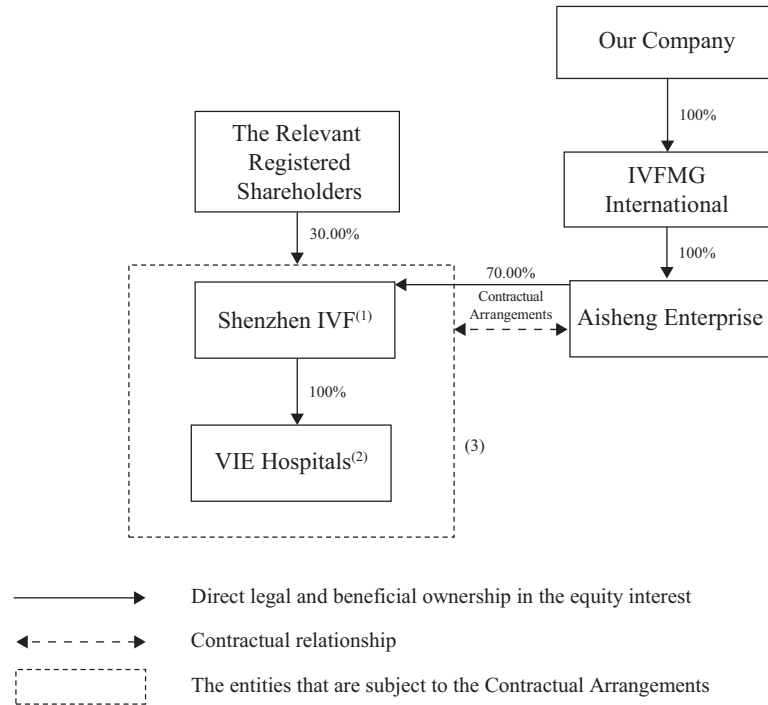 Our Company
100%
The Relevant
Registered
Shareholders
IVFMG
International
30.00%
100%
70.00%
Shenzhen IVF(1)
Contractual
Arrangements
Aisheng Enterprise
100%
VIE Hospitals(2)
(3)
Direct legal and beneficial ownership in the equity interest
Contractual relationship
The entities that are subject to the Contractual Arrangements